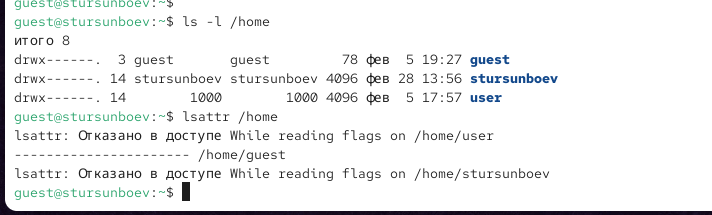 guest@stursunboev:~$
guest@stursunboev:~$ ls -l /home
итого 8
drwx------.  3 guest      guest        78 фев  5 19:27 guest
drwx------. 14 stursunboev stursunboev 4096 фев 28 13:56 stursunboev
drwx------. 14       1000        1000 4096 фев  5 17:57 user
guest@stursunboev:~$ lsattr /home
lsattr: Отказано в доступе While reading flags on /home/user
---------------------- /home/guest
lsattr: Отказано в доступе While reading flags on /home/stursunboev
guest@stursunboev:~$